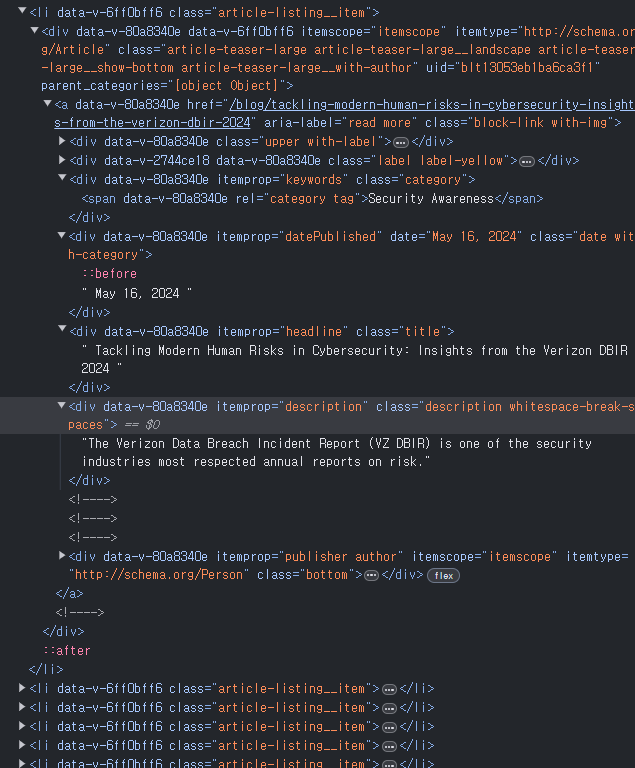 <li data-v-6ff0bff6 class="article-listing__item">
<div data-v-80a8340e data-v-6ff0bff6 itemscope="itemscope" itemtype="http://schema.or
g/Article" class="article-teaser-large article-teaser-large__landscape article-teaser
-large__show-bottom article-teaser-large__with-author" uid="blt13053eb1ba6ca3f1"
parent_categories="[object Object]">
<a data-v-80a8340e href="/blog/tackling-modern-human-risks-in-cybersecurity-insight
s-from-the-verizon-dbir-2024" aria-label="read more" class="block-link with-img">
<div data-v-80a8340e class="upper with-label">…</div>
<div data-v-2744ce18 data-v-80a8340e class="label label-yellow">…</div>
<div data-v-80a8340e itemprop="keywords" class="category">
<span data-v-80a8340e rel="category tag">Security Awareness</span>
</div>
<div data-v-80a8340e itemprop="datePublished" date="May 16, 2024" class="date wit
h-category">
::before
" May 16, 2024 "
</div>
<div data-v-80a8340e itemprop="headline" class="title">
" Tackling Modern Human Risks in Cybersecurity: Insights from the Verizon DBIR
2024 "
</div>
<div data-v-80a8340e itemprop="description" class="description whitespace-break-s
paces"> == $0
"The Verizon Data Breach Incident Report (VZ DBIR) is one of the security
industries most respected annual reports on risk."
</div>
<!---->
<!---->
<!---->
<div data-v-80a8340e itemprop="publisher author" itemscope="itemscope" itemtype=
"http://schema.org/Person" class="bottom">…</div> flex
</a>
<!---->
</div>
::after
</li>
<li data-v-6ff0bff6 class="article-listing__item">…</li>
<li data-v-6ff0bff6 class="article-listing__item">…</li>
<li data-v-6ff0bff6 class="article-listing__item">…</li>
<li data-v-6ff0bff6 class="article-listing__item">…</li>
<li data-v-6ff0bff6 class="article-listing__item">…</li>